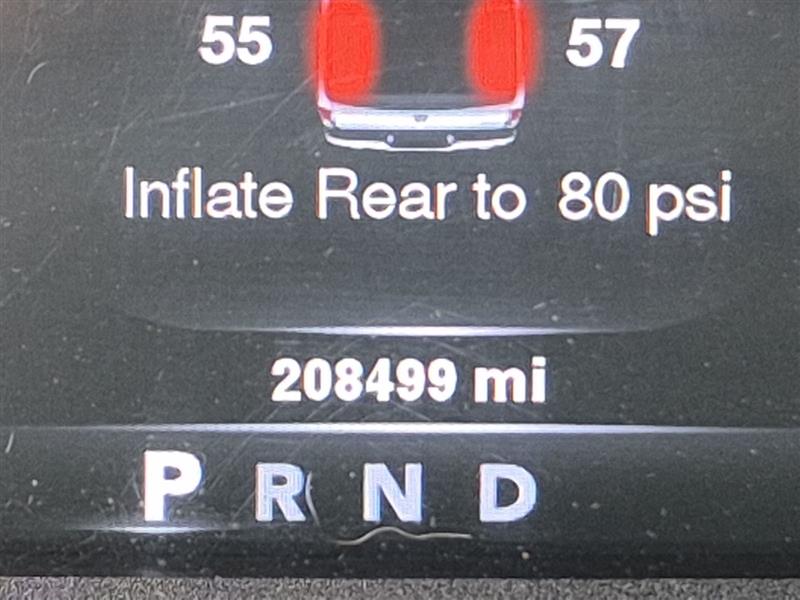 55 57
Inflate Rear to 80 psi
208499 mi
P R N D